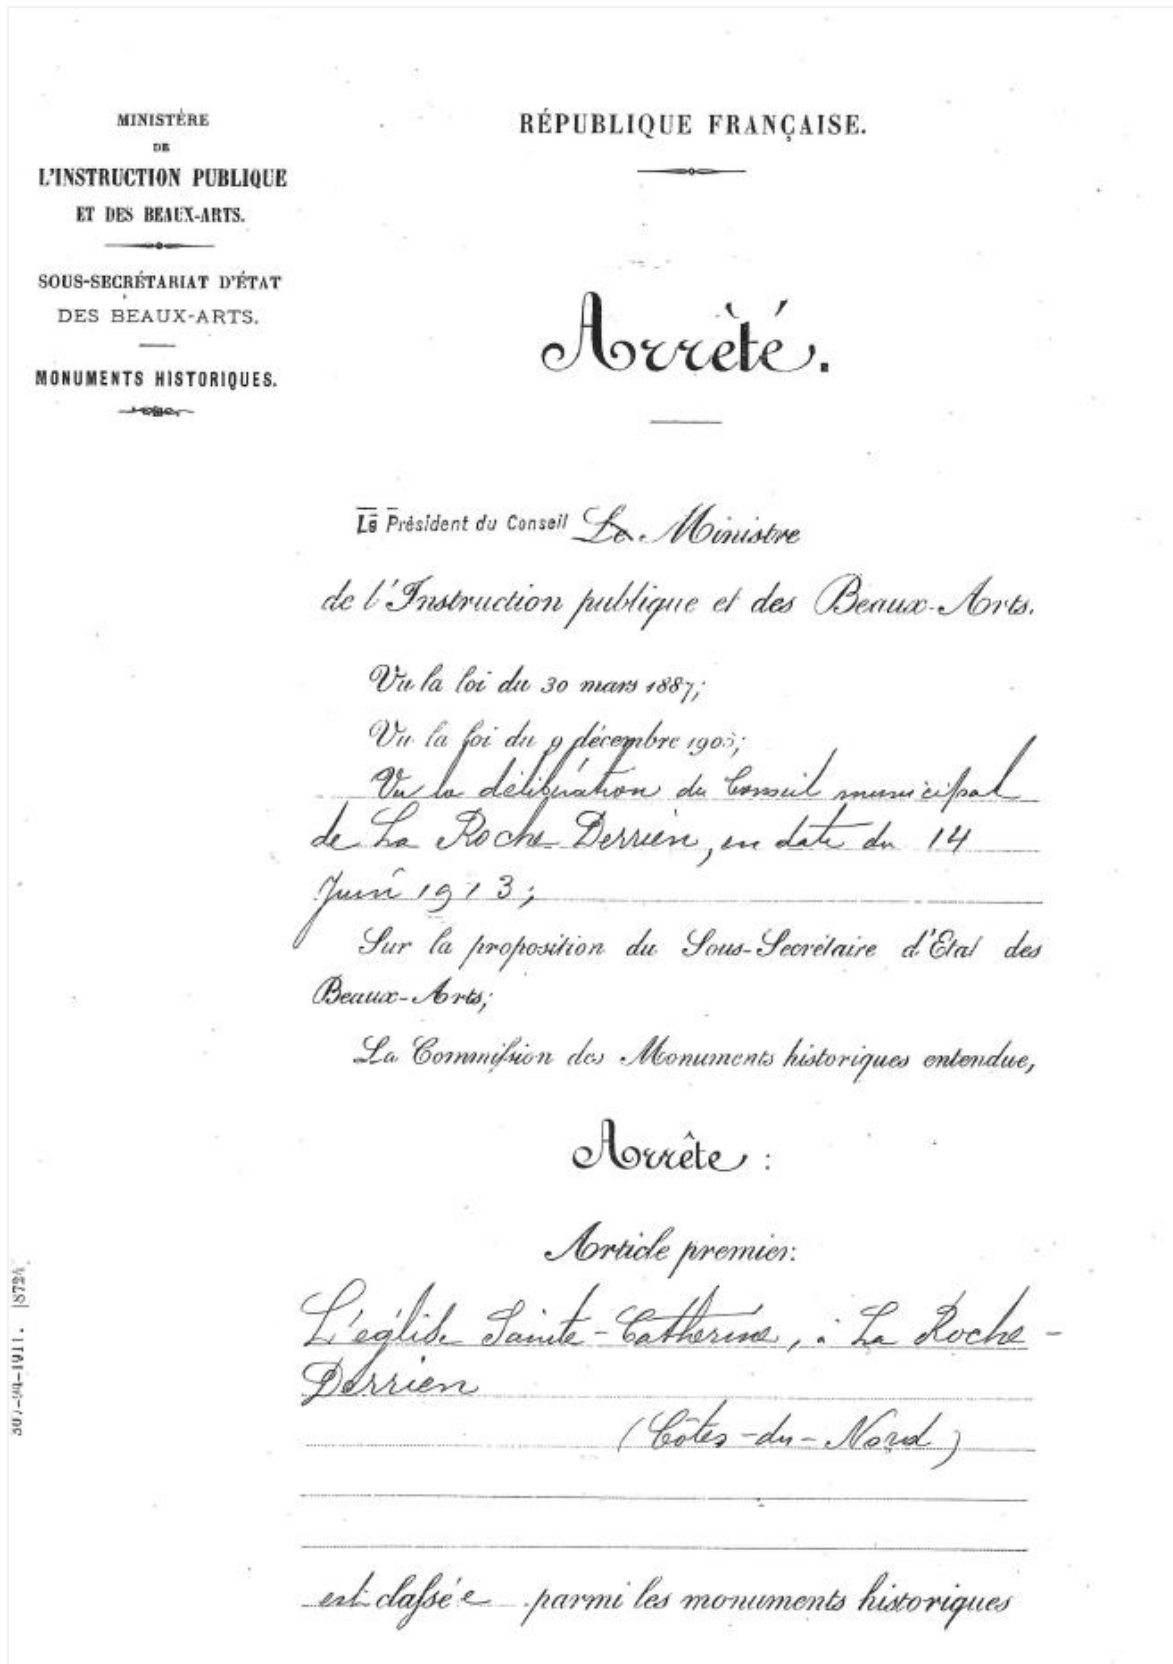 MINISTÈRE
DE
L'INSTRUCTION PUBLIQUE
ET DES BEAUX-ARTS.
SOUS-SECRÉTARIAT D'ÉTAT
DES BEAUX-ARTS.
MONUMENTS HISTORIQUES.
RÉPUBLIQUE FRANÇAISE.
Arrêté.
Le Président du Conseil Le Ministre
de l'Instruction publique et des Beaux-Arts.
Vu la loi du 30 mars 1887;
Vu la loi du 9 décembre 1905;
Vu la délibération du Conseil municipal
de La Roche-Derrien, en date du 14
Juin 1913;
Sur la proposition du Sous-Secrétaire d'Etat des
Beaux-Arts;
La Commission des Monuments historiques entendue,
Arrête :
Article premier:
L'église Sainte-Catherine, à La Roche-
Derrien
(Côtes-du-Nord)
est classée parmi les monuments historiques